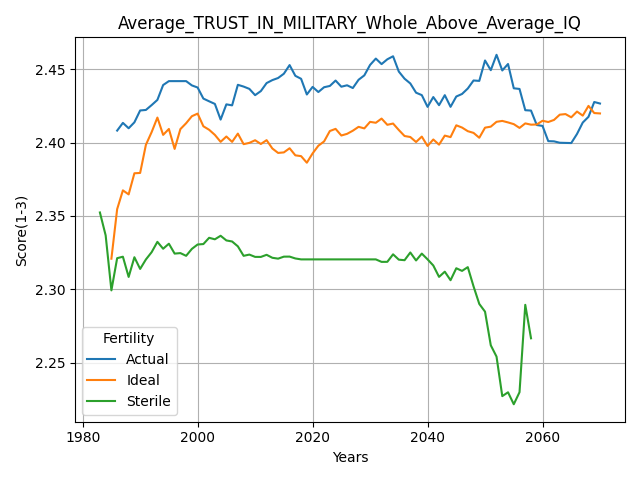 Average_TRUST_IN_MILITARY_Whole_Above_Average_IQ
Score(1-3)
2.45
2.40
2.35
2.30
2.25
Fertility
Actual
Ideal
Sterile
1980 2000 2020 2040 2060
Years